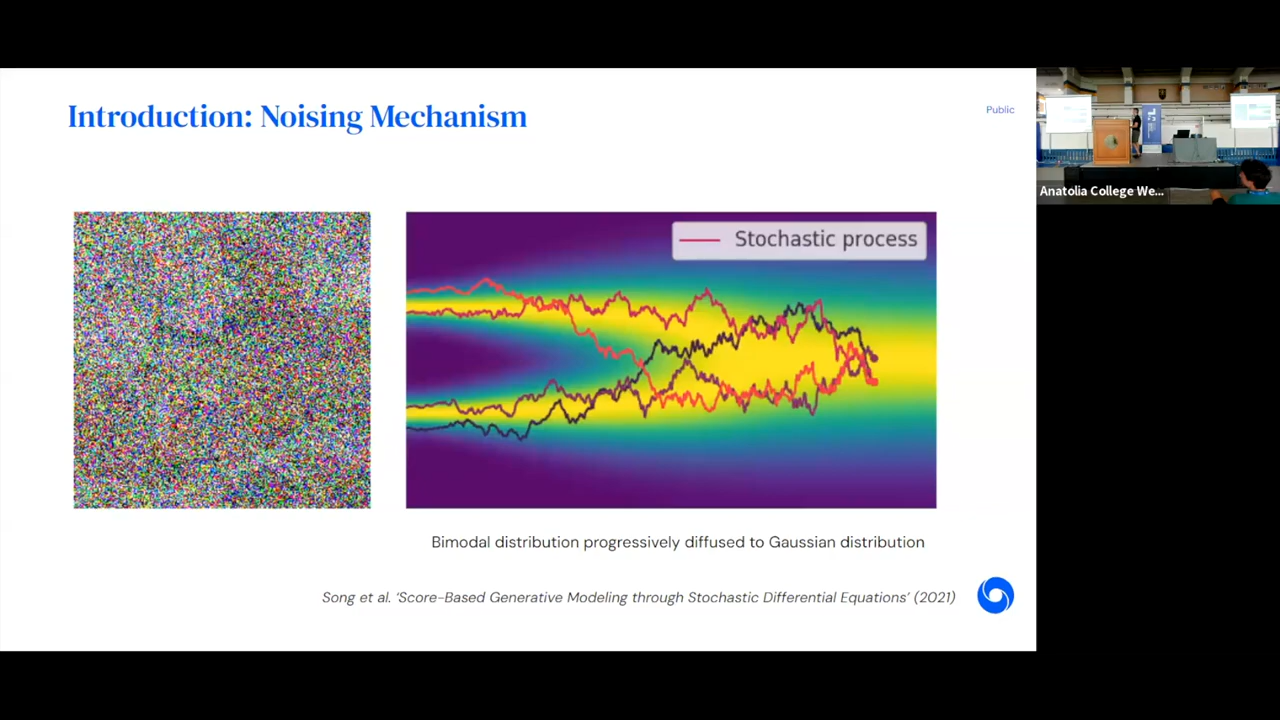 Introduction: Noising Mechanism
Public
Stochastic process
Bimodal distribution progressively diffused to Gaussian distribution
Song et al. ‘Score-Based Generative Modeling through Stochastic Differential Equations’ (2021)
Anatolia College We...